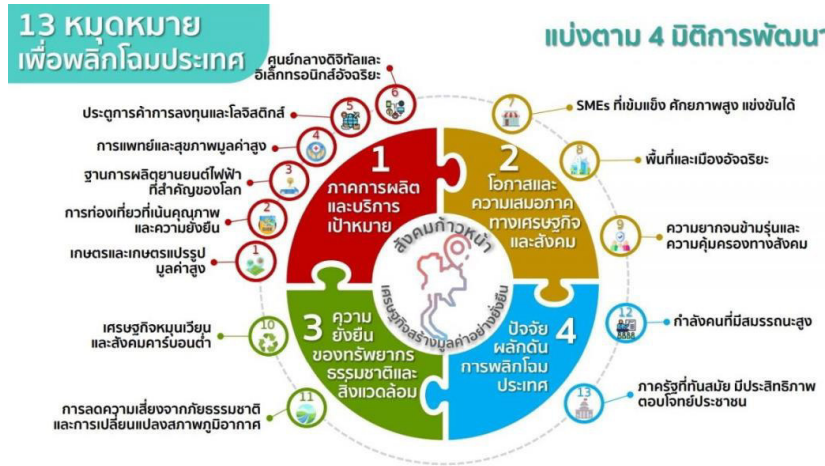 13 หมุดหมาย
เพื่อพลิกโฉมประเทศ
แบ่งตาม 4 มิติการพัฒนา
6
ศูนย์กลางดิจิทัลและ
อิเล็กทรอนิกส์อัจฉริยะ
5
ประตูการค้าการลงทุนและโลจิสติกส์
4
การแพทย์และสุขภาพมูลค่าสูง
3
ฐานการผลิตยานยนต์ไฟฟ้า
ที่สำคัญของโลก
2
การท่องเที่ยวที่เน้นคุณภาพ
และความยั่งยืน
1
เกษตรและเกษตรแปรรูป
มูลค่าสูง
1
ภาคการผลิต
และบริการ
เป้าหมาย
2
โอกาสและ
ความเสมอภาค
ทางเศรษฐกิจ
และสังคม
7
SMEs ที่เข้มแข็ง ศักยภาพสูง แข่งขันได้
8
พื้นที่และเมืองอัจฉริยะ
9
ความยากจนข้ามรุ่นและ
ความคุ้มครองทางสังคม
สังคมก้าวหน้า
เศรษฐกิจสร้างมูลค่าอย่างยั่งยืน
10
เศรษฐกิจหมุนเวียน
และสังคมคาร์บอนต่ำ
11
การลดความเสี่ยงจากภัยธรรมชาติ
และการเปลี่ยนแปลงสภาพภูมิอากาศ
3 ความ
ยั่งยืน
ของทรัพยากร
ธรรมชาติและ
สิ่งแวดล้อม
ปัจจัย 4
ผลักดัน
การพลิกโฉม
ประเทศ
12
กำลังคนที่มีสมรรถนะสูง
13
ภาครัฐที่ทันสมัย มีประสิทธิภาพ
ตอบโจทย์ประชาชน